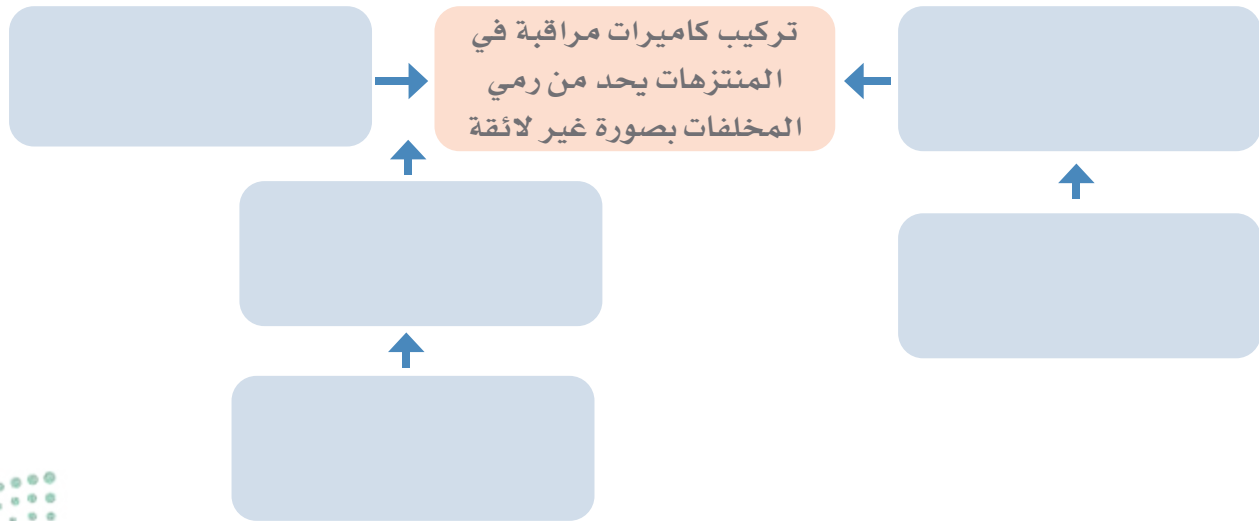 تركيب كاميرات مراقبة في
المنتزهات يحد من رمي
المخلفات بصورة غير لائقة